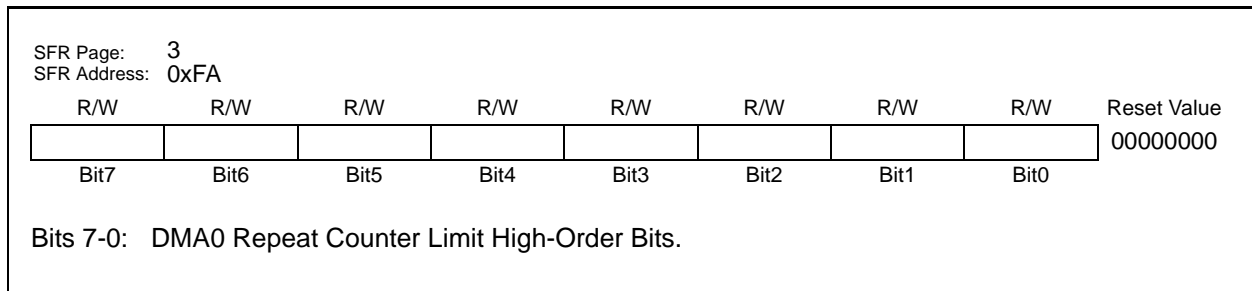 SFR Page: 3
SFR Address: 0xFA
R/W R/W R/W R/W R/W R/W R/W R/W Reset Value
00000000
Bit7 Bit6 Bit5 Bit4 Bit3 Bit2 Bit1 Bit0
Bits 7-0: DMA0 Repeat Counter Limit High-Order Bits.